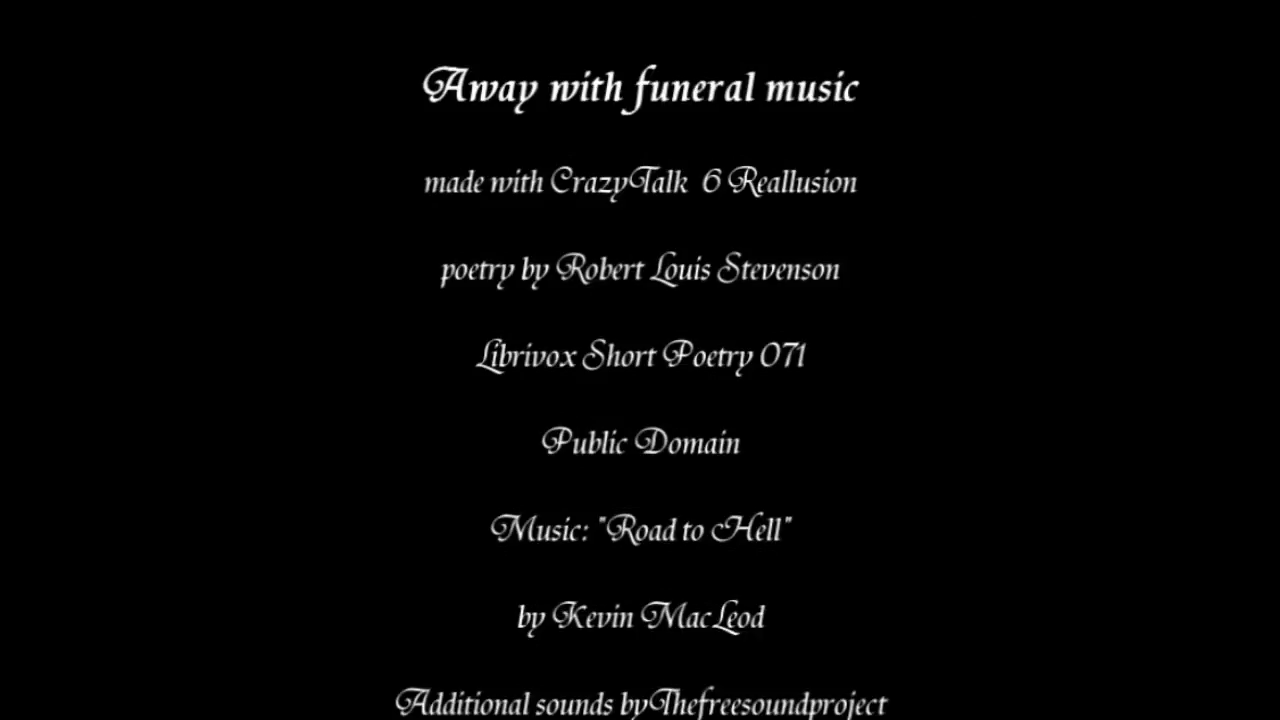 Away with funeral music
made with CrazyTalk 6 Reallusion
poetry by Robert Louis Stevenson
Librivox Short Poetry 071
Public Domain
Music: "Road to Hell"
by Kevin MacLeod
Additional sounds byThefreesoundproject